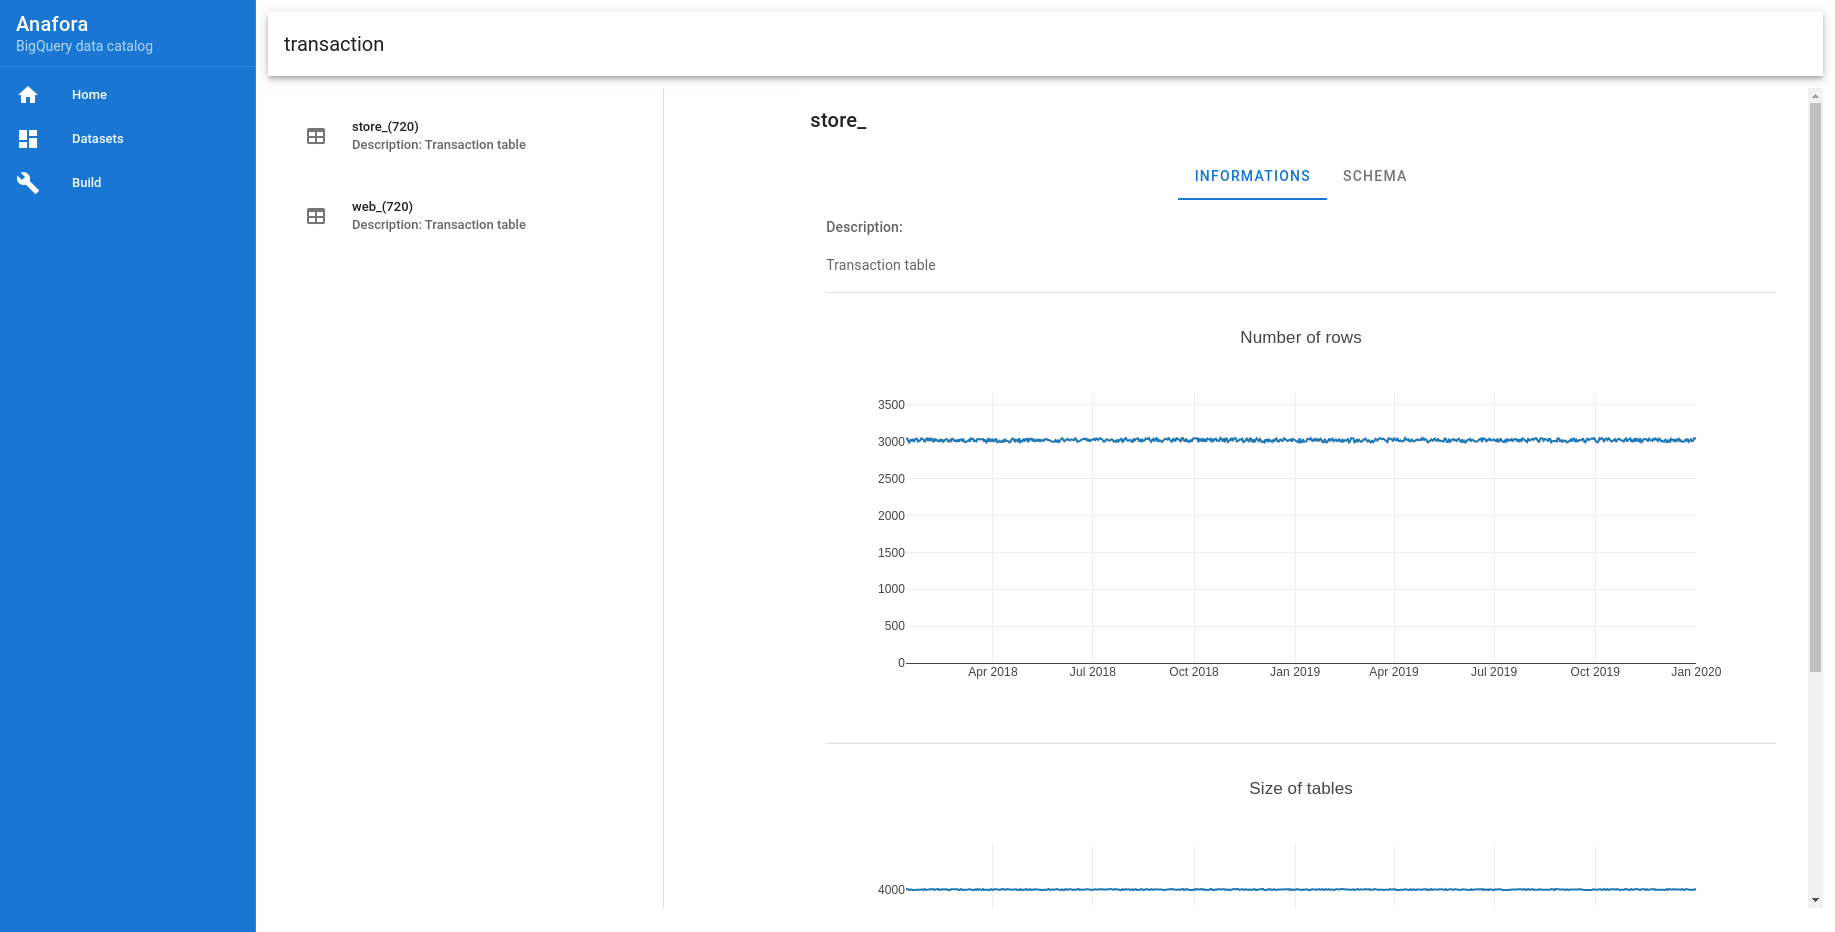 Anafora
BigQuery data catalog
Home
Datasets
Build
transaction
store_(720)
Description: Transaction table
web_(720)
Description: Transaction table
store_
INFORMATIONS SCHEMA
Description:
Transaction table
Number of rows
3500
3000
2500
2000
1500
1000
500
0
Apr 2018 Jul 2018 Oct 2018 Jan 2019 Apr 2019 Jul 2019 Oct 2019 Jan 2020
Size of tables
4000